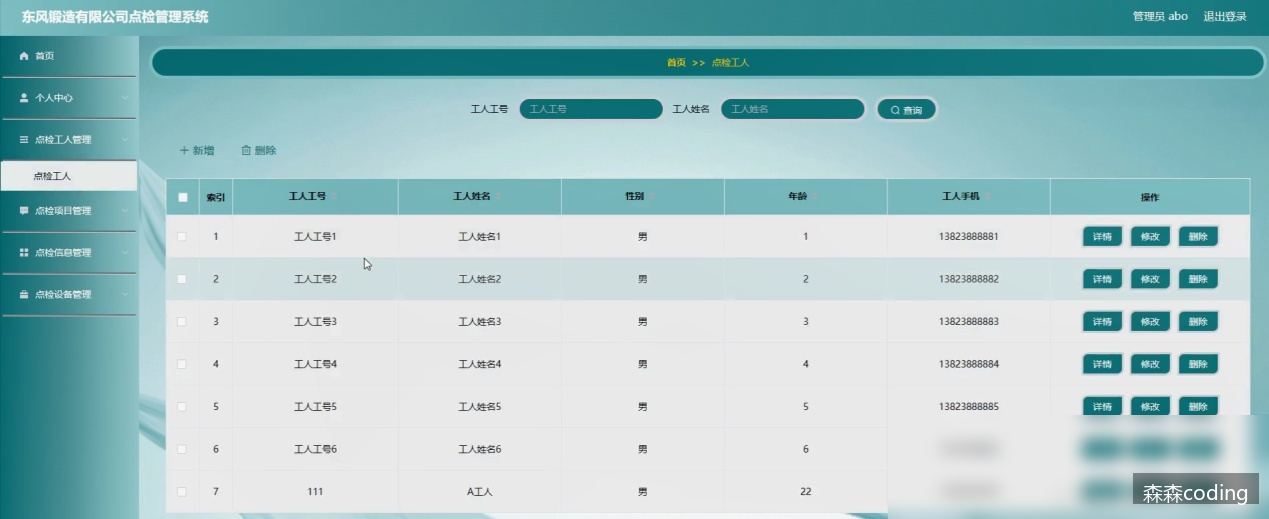 东风锻造有限公司点检管理系统
管理员 abo 退出登录
首页
个人中心
点检工人管理
点检工人
点检项目管理
点检信息管理
点检设备管理
首页 >> 点检工人
工人工号 工人工号 工人姓名 工人姓名 查询
新增 删除
索引 工人工号 工人姓名 性别 年龄 工人手机 操作
1 工人工号1 工人姓名1 男 1 13823888881 详情 修改 删除
2 工人工号2 工人姓名2 男 2 13823888882 详情 修改 删除
3 工人工号3 工人姓名3 男 3 13823888883 详情 修改 删除
4 工人工号4 工人姓名4 男 4 13823888884 详情 修改 删除
5 工人工号5 工人姓名5 男 5 13823888885 详情 修改 删除
6 工人工号6 工人姓名6 男 6
7 111 A工人 男 22
森森coding